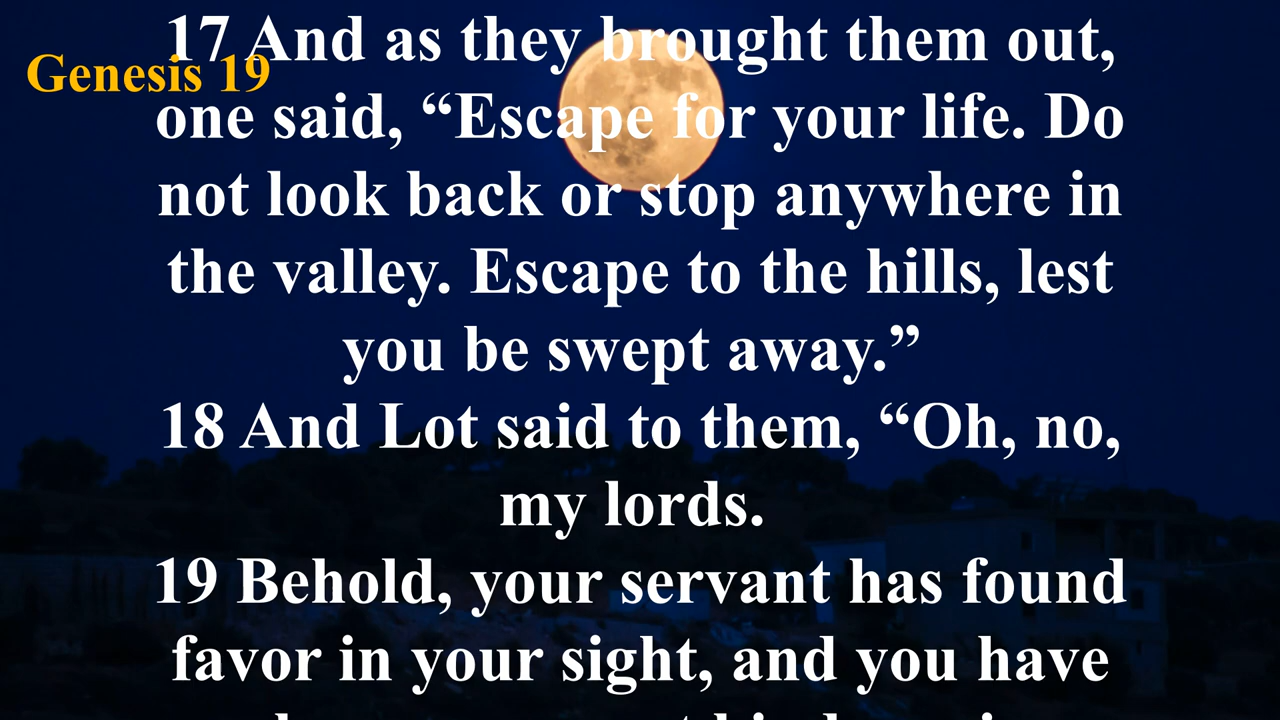 Genesis 19
17 And as they brought them out,
one said, “Escape for your life. Do
not look back or stop anywhere in
the valley. Escape to the hills, lest
you be swept away.”
18 And Lot said to them, “Oh, no,
my lords.
19 Behold, your servant has found
favor in your sight, and you have